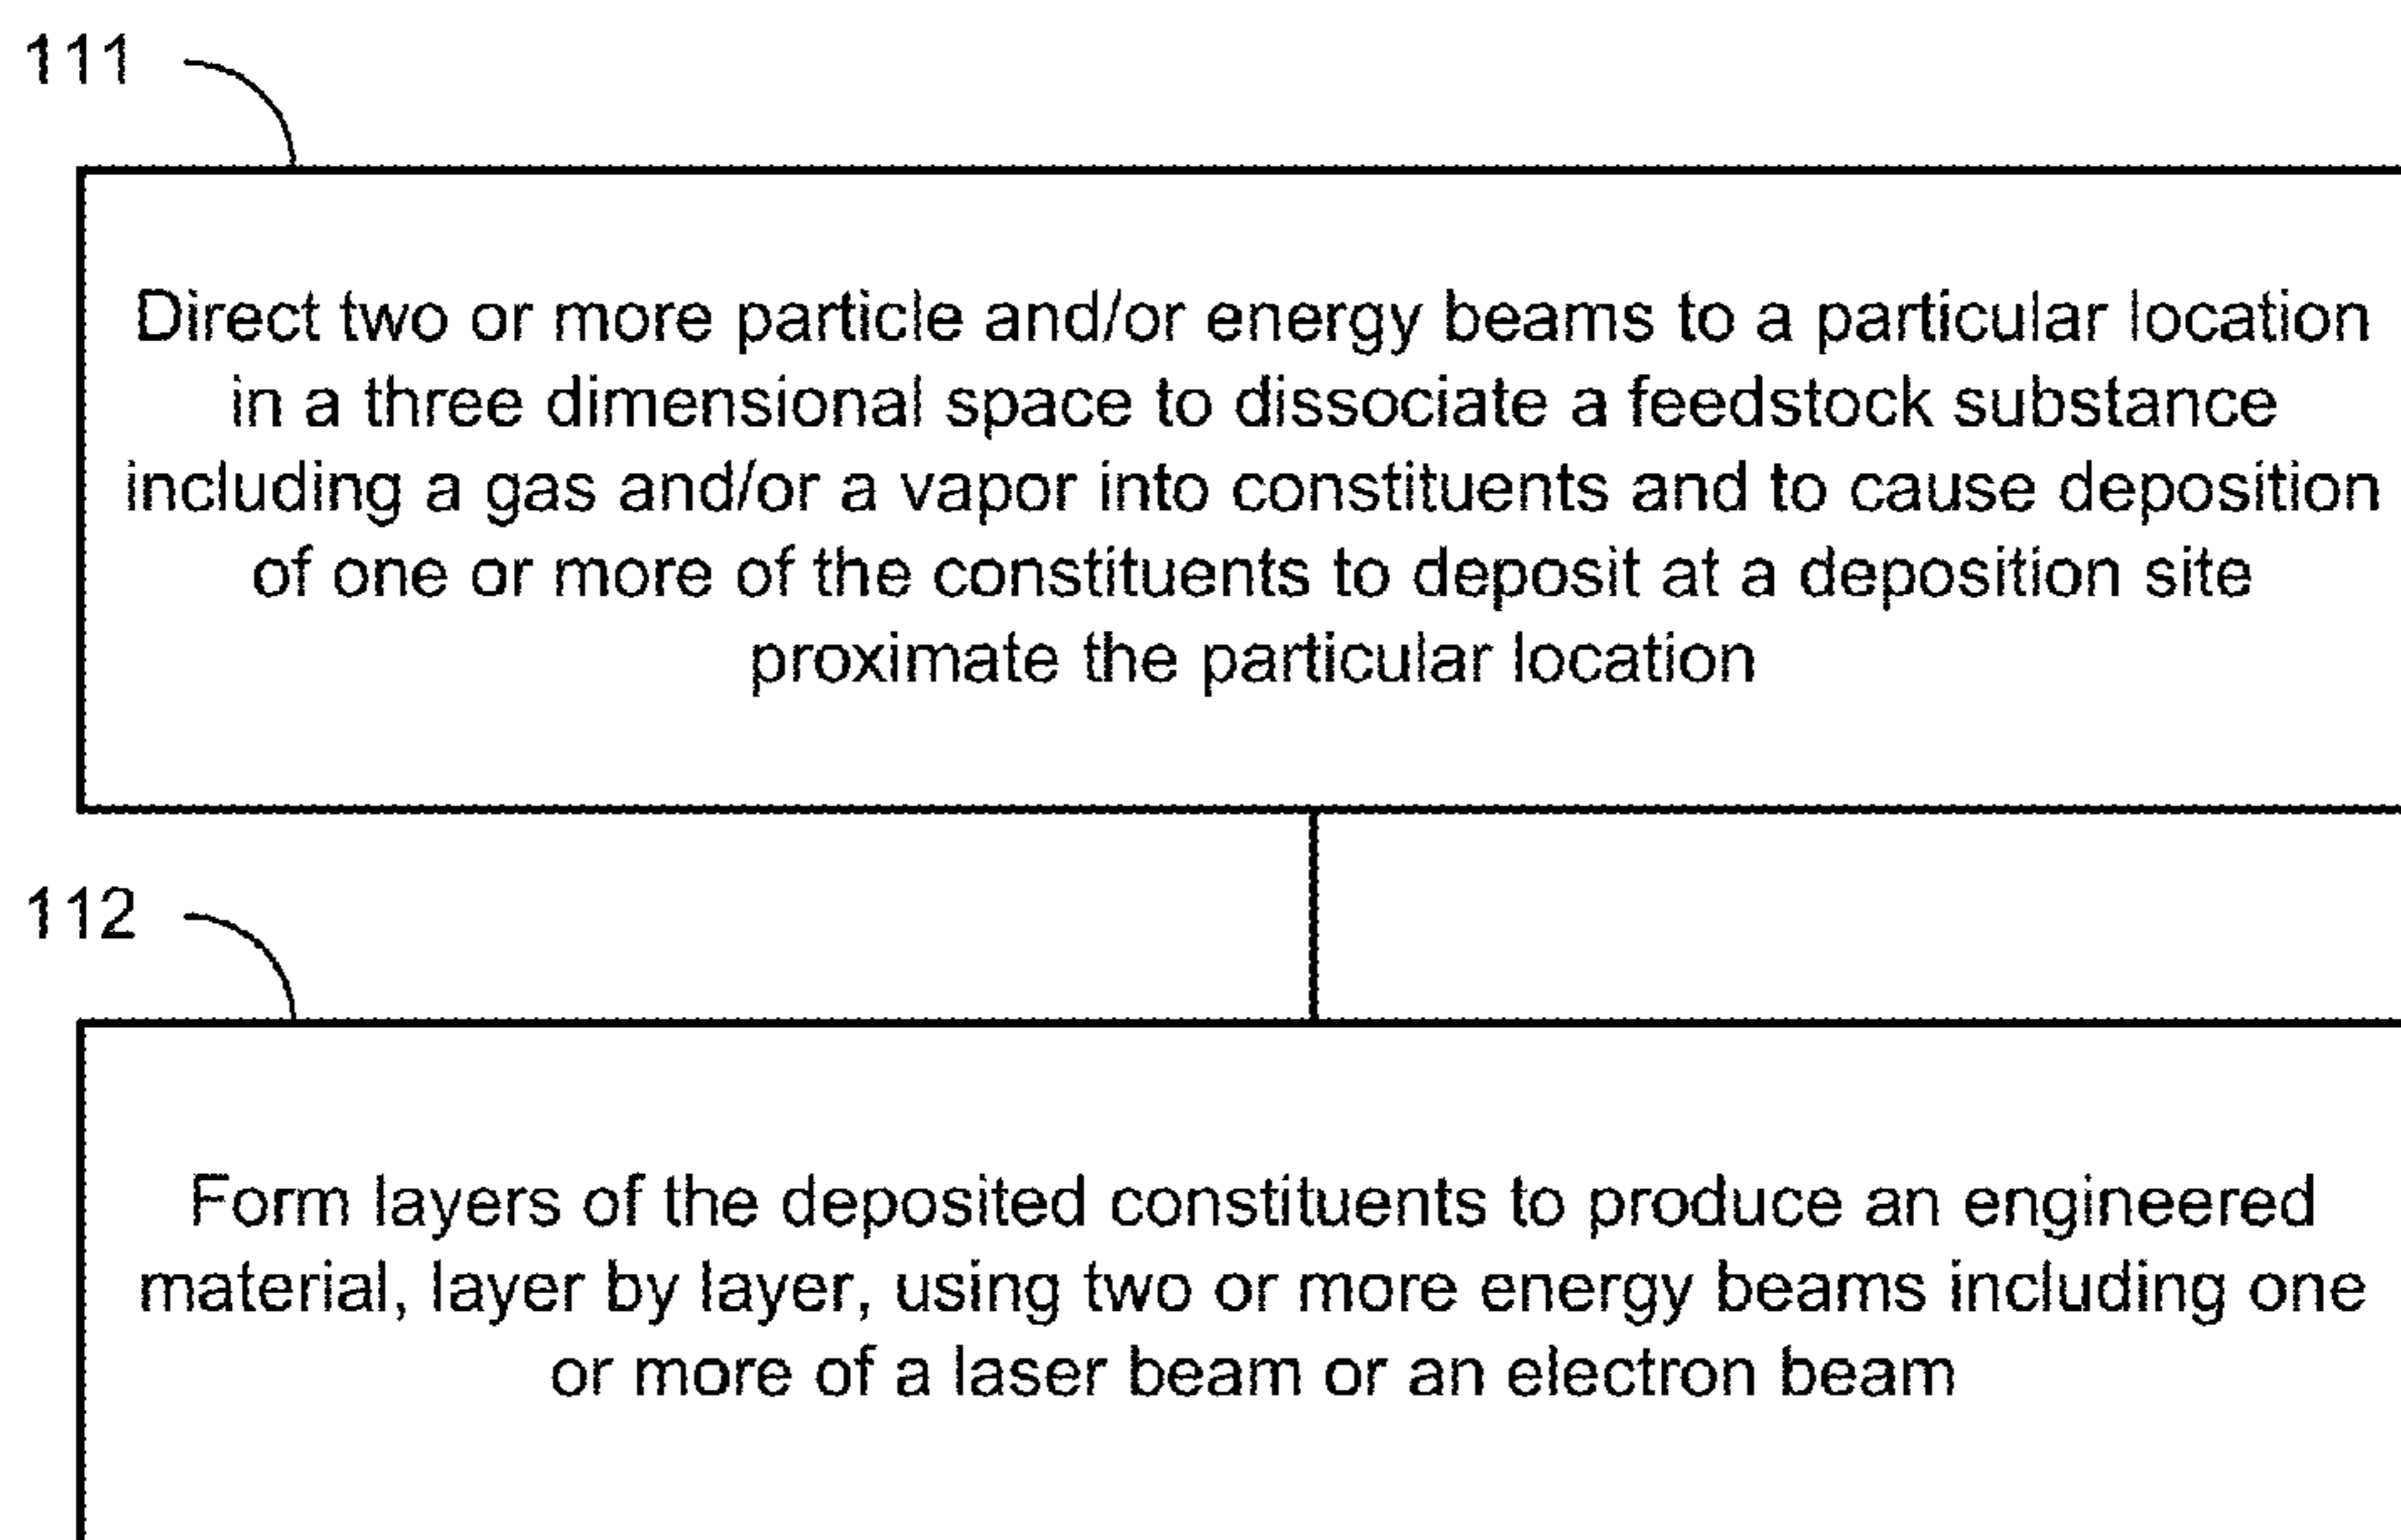 111
Direct two or more particle and/or energy beams to a particular location
in a three dimensional space to dissociate a feedstock substance
including a gas and/or a vapor into constituents and to cause deposition
of one or more of the constituents to deposit at a deposition site
proximate the particular location
112
Form layers of the deposited constituents to produce an engineered
material, layer by layer, using two or more energy beams including one
or more of a laser beam or an electron beam